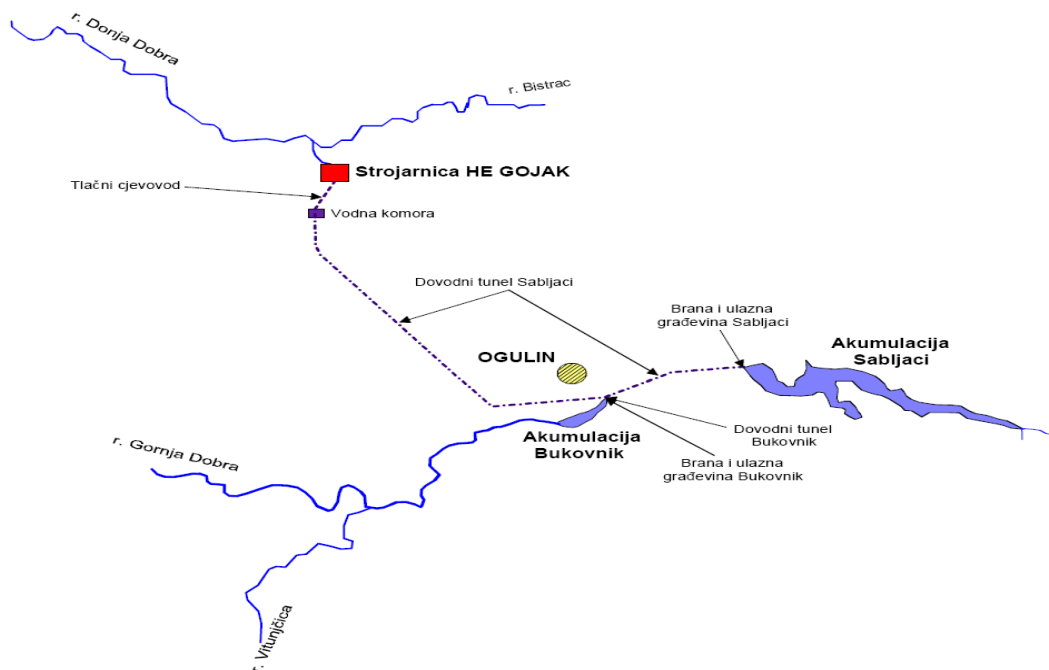 r. Donja Dobra
r. Bistrac
Strojarnica HE GOJAK
Tlačni cjevovod
Vodna komora
Dovodni tunel Sabljaci
Brana i ulazna
građevina Sabljaci
Akumulacija
Sabljaci
OGULIN
Akumulacija
Bukovnik
Dovodni tunel
Bukovnik
Brana i ulazna
građevina Bukovnik
r. Gornja Dobra
r. Vitunjčica